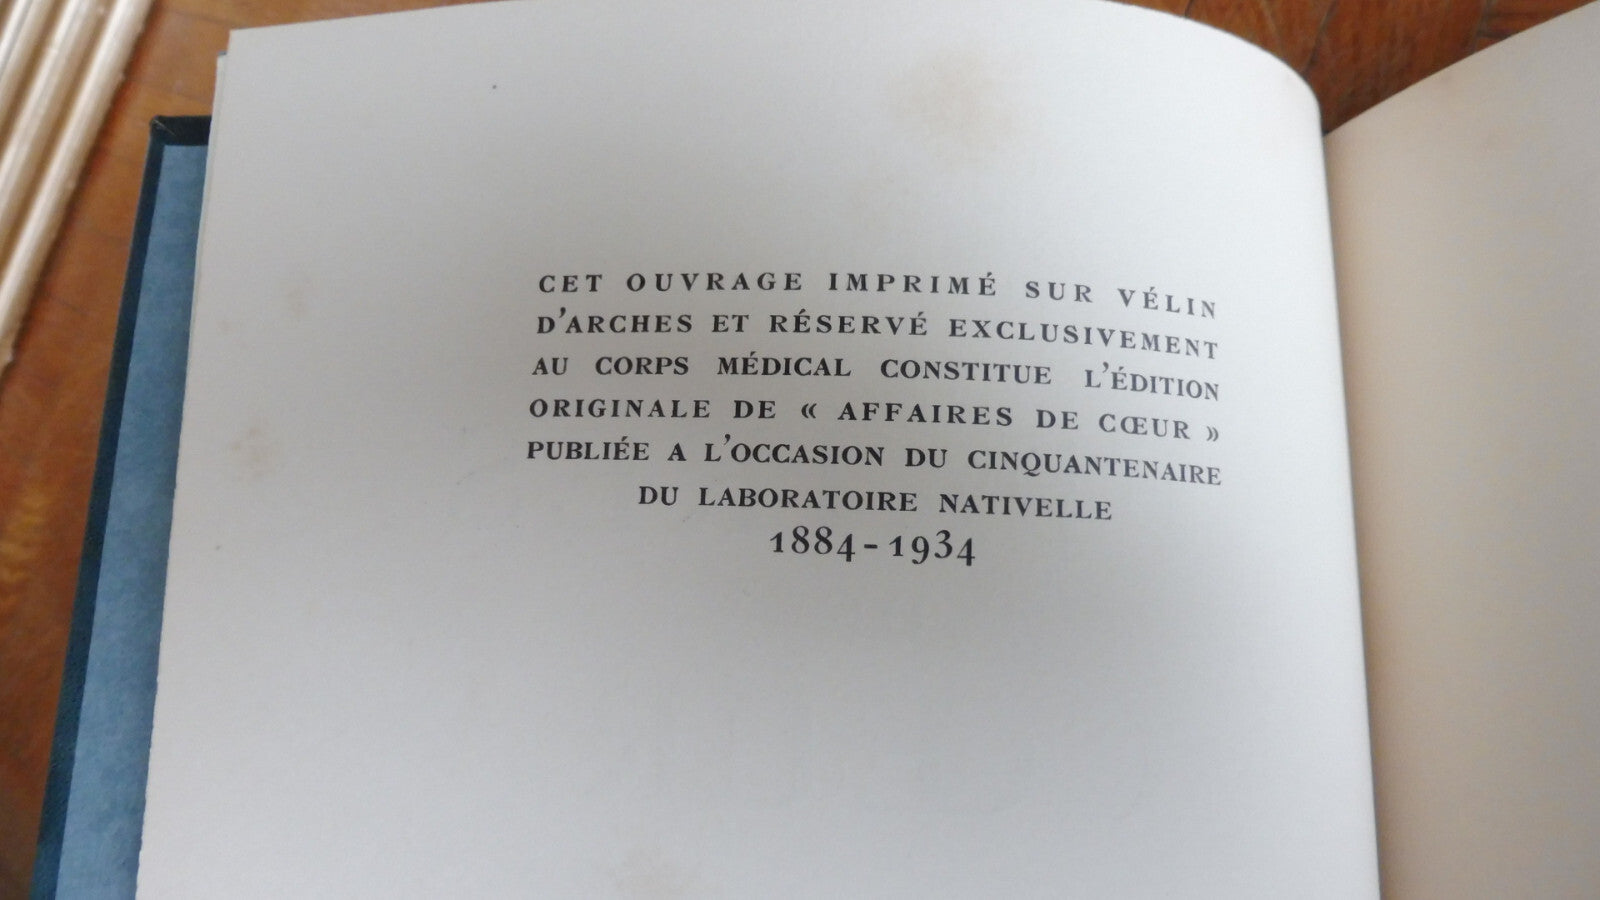 CET OUVRAGE IMPRIMÉ SUR VÉLIN
D'ARCHES ET RÉSERVÉ EXCLUSIVEMENT
AU CORPS MÉDICAL CONSTITUE L'ÉDITION
ORIGINALE DE « AFFAIRES DE CŒUR »
PUBLIÉE A L'OCCASION DU CINQUANTENAIRE
DU LABORATOIRE NATIVELLE
1884-1934